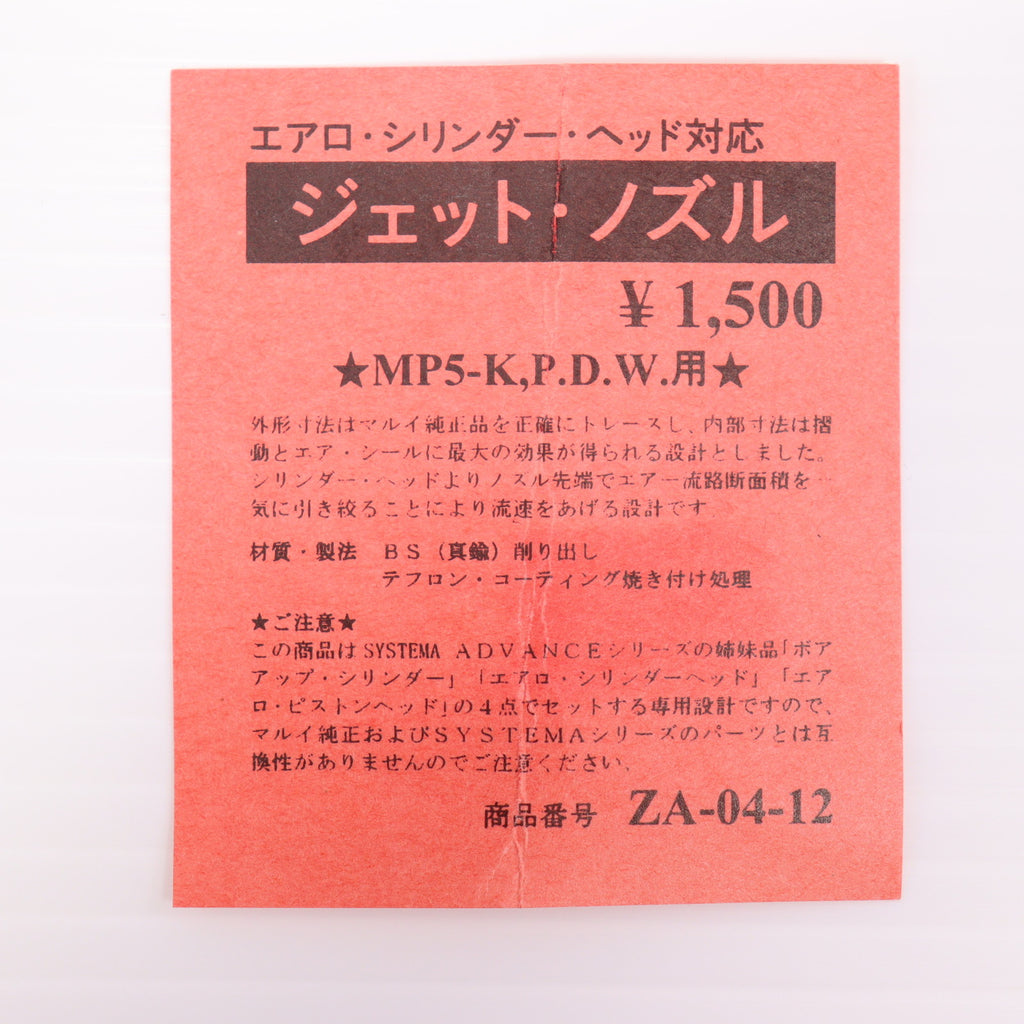 エアロ・シリンダー・ヘッド対応
ジェット・ノズル
¥ 1,500
★MP5-K,P.D.W.用★
外形寸法はマルイ純正品を正確にトレースし、内部寸法は摺
動とエア・シールに最大の効果が得られる設計としました。
シリンダー・ヘッドよりノズル先端でエアー流路断面積を一
気に引き絞ることにより流速をあげる設計です
材質・製法 BS(真鍮)削り出し
テフロン・コーティング焼き付け処理
★ご注意★
この商品はSYSTEMA ADVANCEシリーズの姉妹品「ボア
アップ・シリンダー」「エアロ・シリンダーヘッド」「エア
ロ・ピストンヘッド」の4点でセットする専用設計ですので、
マルイ純正およびSYSTEMAシリーズのパーツとは互
換性がありませんのでご注意ください、
商品番号 ZA-04-12